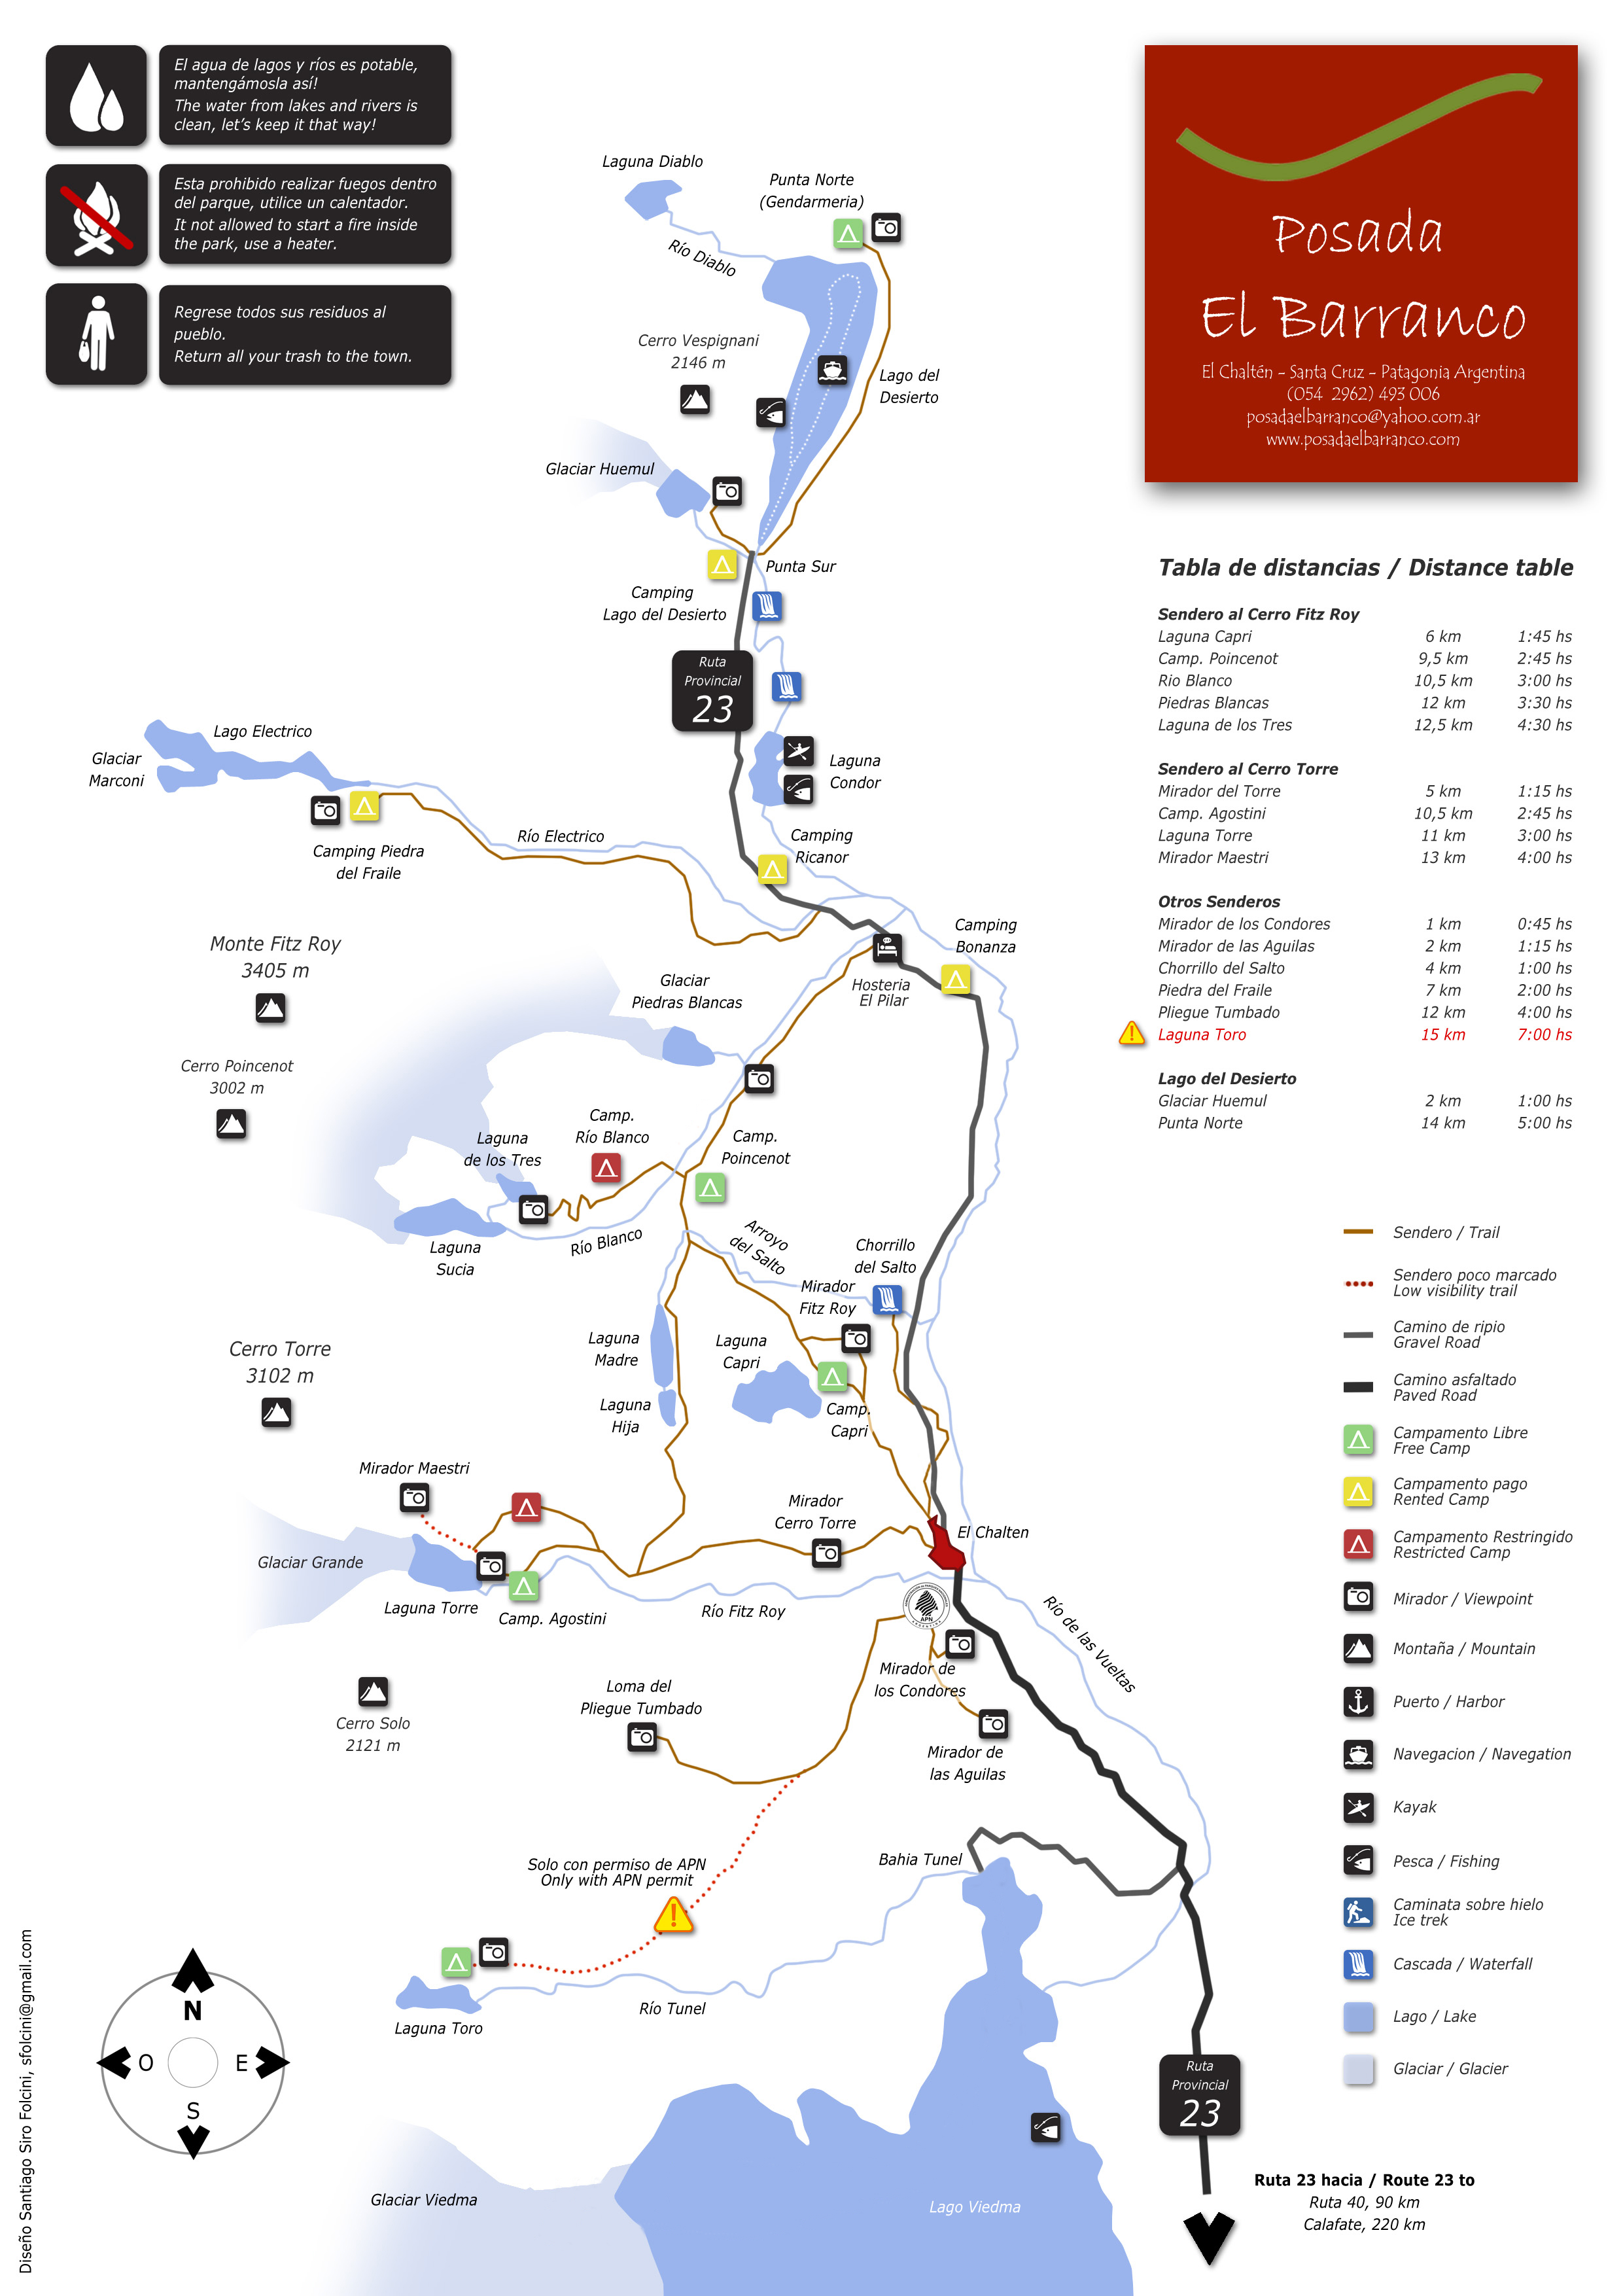 El agua de lagos y ríos es potable,
mantengámosla así!
The water from lakes and rivers is
clean, let's keep it that way!
Esta prohibido realizar fuegos dentro
del parque, utilice un calentador.
It not allowed to start a fire inside
the park, use a heater.
Regrese todos sus residuos al
pueblo.
Return all your trash to the town.
Posada
El Barranco
El Chaltén - Santa Cruz - Patagonia Argentina
(054 2962) 493 006
posadaelbarranco@yahoo.com.ar
www.posadaelbarranco.com
Laguna Diablo
Punta Norte
(Gendarmeria)
Río Diablo
Cerro Vespignani
2146 m
Lago del
Desierto
Glaciar Huemul
Punta Sur
Camping
Lago del Desierto
Ruta
Provincial
23
Lago Electrico
Glaciar
Marconi
Laguna
Condor
Río Electrico
Camping
Ricanor
Camping Piedra
del Fraile
Camping
Bonanza
Monte Fitz Roy
3405 m
Glaciar
Piedras Blancas
Hosteria
El Pilar
Cerro Poincenot
3002 m
Camp.
Río Blanco
Laguna
de los Tres
Camp.
Poincenot
Laguna
Sucia
Río Blanco
Arroyo
del Salto
Chorrillo
del Salto
Mirador
Fitz Roy
Laguna
Madre
Laguna
Capri
Cerro Torre
3102 m
Laguna
Hija
Camp.
Capri
Mirador Maestri
Mirador
Cerro Torre
El Chalten
Glaciar Grande
Laguna Torre
Camp. Agostini
Río Fitz Roy
APN
Río de las Vueltas
Mirador de
los Condores
Loma del
Pliegue Tumbado
Cerro Solo
2121 m
Mirador de
las Aguilas
Solo con permiso de APN
Only with APN permit
Bahia Tunel
Laguna Toro
Río Tunel
N
O
E
S
Glaciar Viedma
Lago Viedma
Ruta
Provincial
23
Ruta 23 hacia / Route 23 to
Ruta 40, 90 km
Calafate, 220 km
Tabla de distancias / Distance table
Sendero al Cerro Fitz Roy
Laguna Capri 6 km 1:45 hs
Camp. Poincenot 9,5 km 2:45 hs
Rio Blanco 10,5 km 3:00 hs
Piedras Blancas 12 km 3:30 hs
Laguna de los Tres 12,5 km 4:30 hs
Sendero al Cerro Torre
Mirador del Torre 5 km 1:15 hs
Camp. Agostini 10,5 km 2:45 hs
Laguna Torre 11 km 3:00 hs
Mirador Maestri 13 km 4:00 hs
Otros Senderos
Mirador de los Condores 1 km 0:45 hs
Mirador de las Aguilas 2 km 1:15 hs
Chorrillo del Salto 4 km 1:00 hs
Piedra del Fraile 7 km 2:00 hs
Pliegue Tumbado 12 km 4:00 hs
Laguna Toro 15 km 7:00 hs
Lago del Desierto
Glaciar Huemul 2 km 1:00 hs
Punta Norte 14 km 5:00 hs
Sendero / Trail
Sendero poco marcado
Low visibility trail
Camino de ripio
Gravel Road
Camino asfaltado
Paved Road
Campamento Libre
Free Camp
Campamento pago
Rented Camp
Campamento Restringido
Restricted Camp
Mirador / Viewpoint
Montaña / Mountain
Puerto / Harbor
Navegacion / Navegation
Kayak
Pesca / Fishing
Caminata sobre hielo
Ice trek
Cascada / Waterfall
Lago / Lake
Glaciar / Glacier
Diseño Santiago Siro Folcini, sfolcini@gmail.com